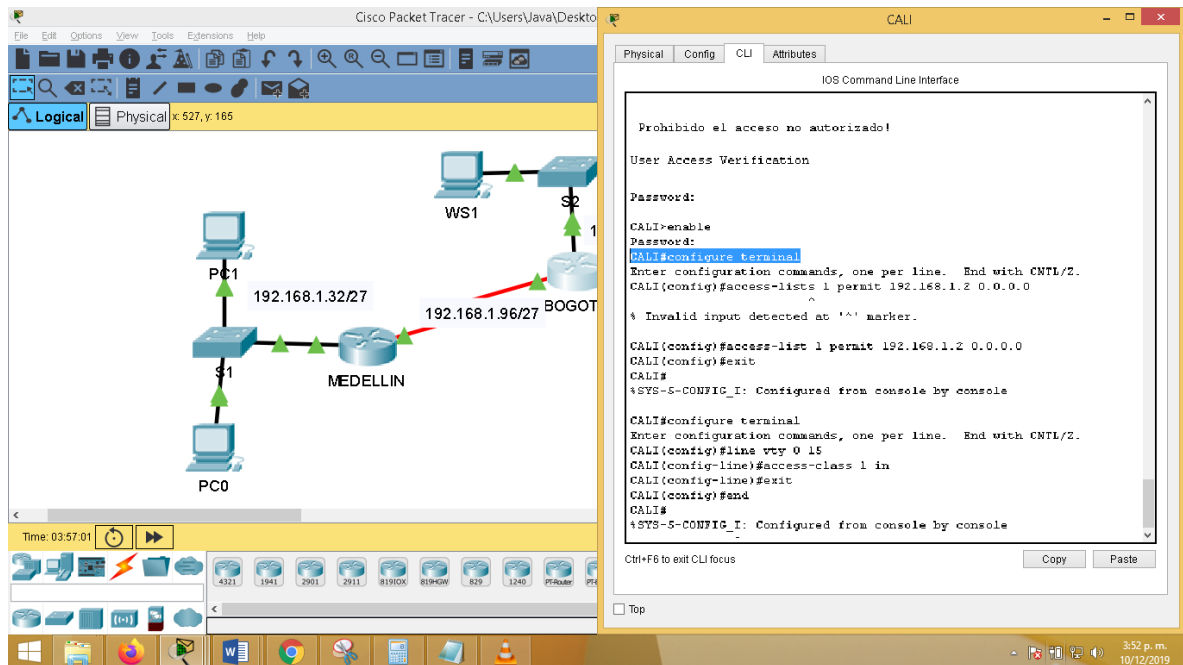 Cisco Packet Tracer - C:\Users\Java\Deskto
File Edit Options View Tools Extensions Help
Logical Physical x: 527, y: 165
WS1
S2
1
PC1
192.168.1.32/27
192.168.1.96/27
BOGOT
S1
MEDELLIN
PC0
Time: 03:57:01
4321 1941 2901 2911 819IOX 819HGW 829 1240 PT-Router
CALI
Physical Config CLI Attributes
IOS Command Line Interface
Prohibido el acceso no autorizado!
User Access Verification
Password:
CALI>enable
Password:
CALI#configure terminal
Enter configuration commands, one per line. End with CNTL/Z.
CALI(config)#access-lists 1 permit 192.168.1.2 0.0.0.0
^
% Invalid input detected at '^' marker.
CALI(config)#access-list 1 permit 192.168.1.2 0.0.0.0
CALI(config)#exit
CALI#
%SYS-5-CONFIG_I: Configured from console by console
CALI#configure terminal
Enter configuration commands, one per line. End with CNTL/Z.
CALI(config)#line vty 0 15
CALI(config-line)#access-class 1 in
CALI(config-line)#exit
CALI(config)#end
CALI#
%SYS-5-CONFIG_I: Configured from console by console
Ctrl+F6 to exit CLI focus
Copy Paste
Top
3:52 p. m.
10/12/2019